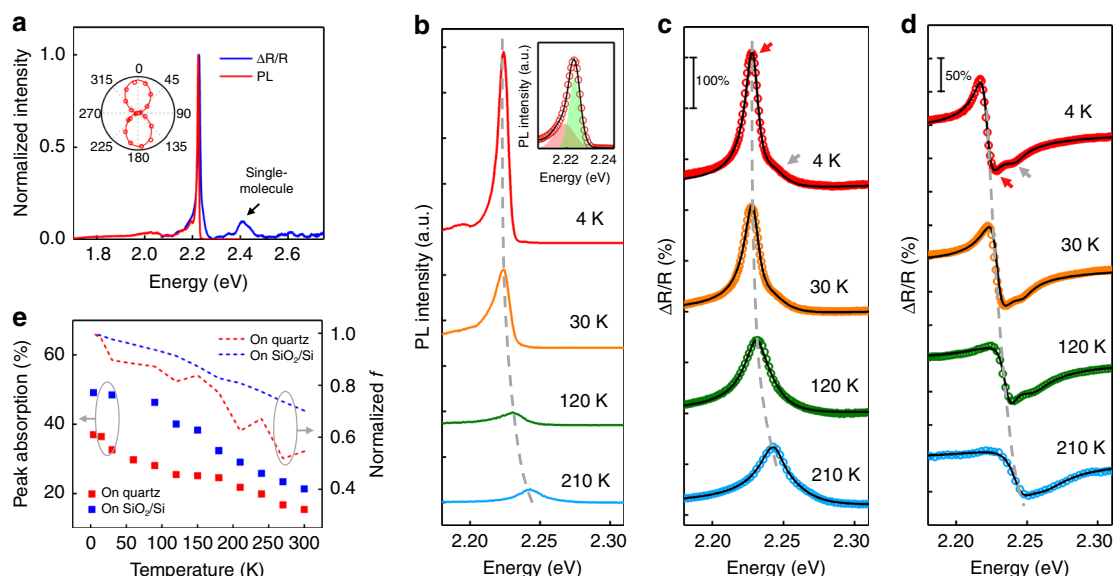 a
Normalized intensity
1.0
0.5
0.0
1.8
2.0
2.2
2.4
2.6
Energy (eV)
ΔR/R
PL
0
45
90
135
180
225
270
315
Single-
molecule
b
PL intensity (a.u.)
4 K
30 K
120 K
210 K
2.20
2.25
2.30
Energy (eV)
PL intensity (a.u.)
2.22
2.24
Energy (eV)
c
ΔR/R (%)
100%
4 K
30 K
120 K
210 K
2.20
2.25
2.30
Energy (eV)
d
ΔR/R (%)
50%
4 K
30 K
120 K
210 K
2.20
2.25
2.30
Energy (eV)
e
Peak absorption (%)
60
40
20
On quartz
On SiO2/Si
On quartz
On SiO2/Si
1.0
0.8
0.6
0.4
Normalized f
0
50
100
150
200
250
300
Temperature (K)